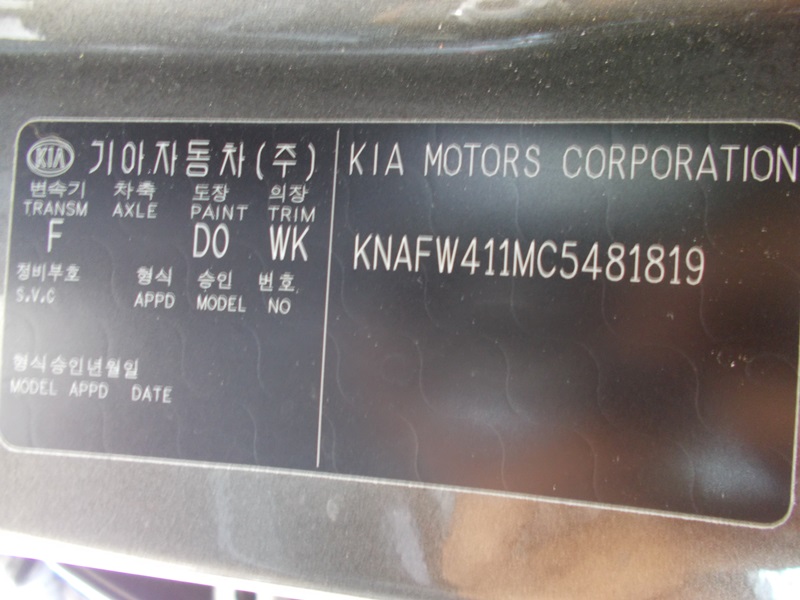 KIA 기아자동차(주)
변속기 차축 도장 의장
TRANSM AXLE PAINT TRIM
F DO WK
정비부호 형식 승인 번호
S.V.C APPD MODEL NO
형식승인년월일
MODEL APPD DATE
KIA MOTORS CORPORATION
KNAFW411MC5481819